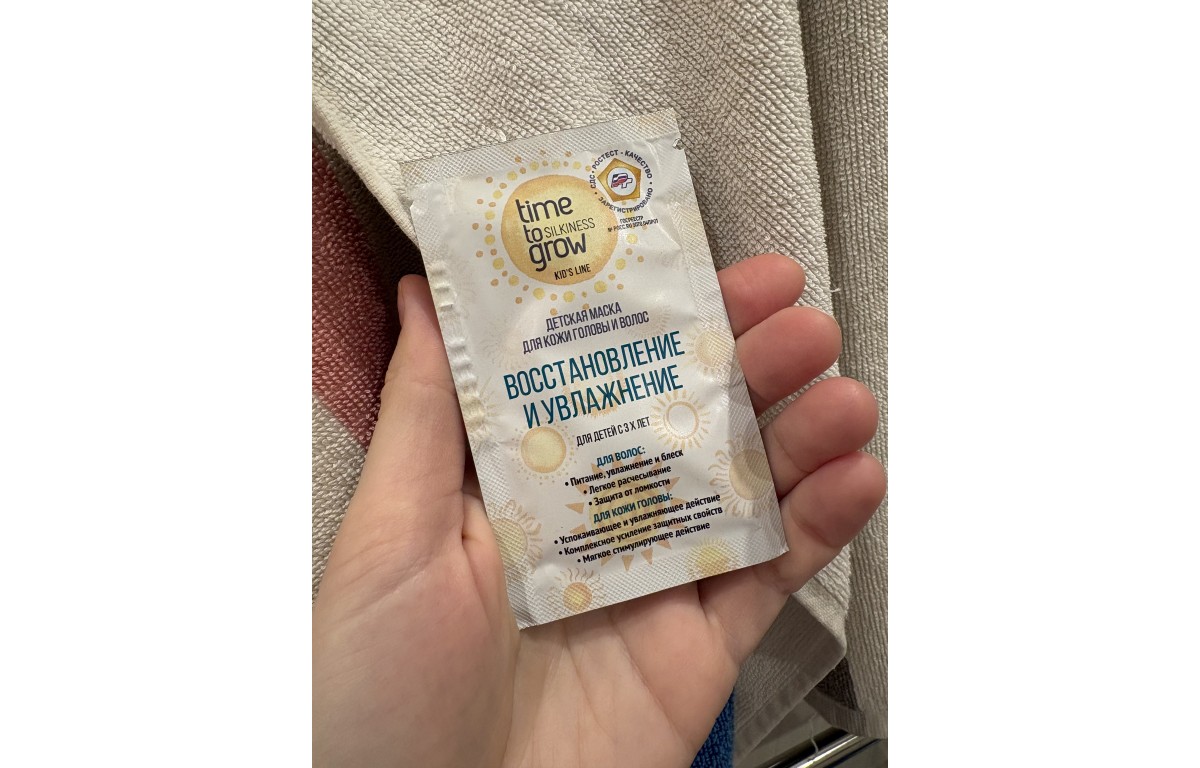 time
to SILKINESS
grow
KID'S LINE
СДС • РОСТЕСТ - КАЧЕСТВО •
ЗАРЕГИСТРИРОВАНО •
ГОСРЕЕСТР
ДЕТСКАЯ МАСКА
ДЛЯ КОЖИ ГОЛОВЫ И ВОЛОС
ВОССТАНОВЛЕНИЕ
И УВЛАЖНЕНИЕ
ДЛЯ ДЕТЕЙ С 3 Х ЛЕТ
ДЛЯ ВОЛОС:
• Питание, увлажнение и блеск
• Легкое расчесывание
• Защита от ломкости
ДЛЯ КОЖИ ГОЛОВЫ:
• Успокаивающее и увлажняющее действие
• Комплексное усиление защитных свойств
• Мягкое стимулирующее действие